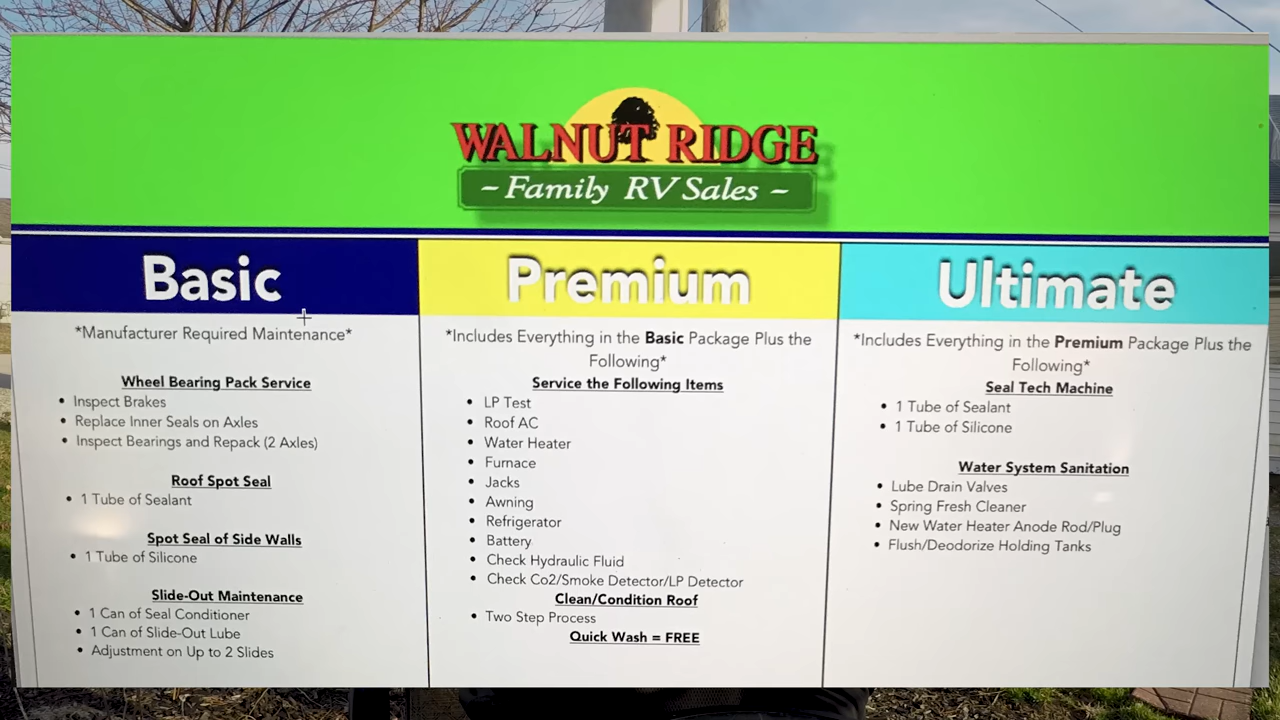 WALNUT RIDGE
~ Family RV Sales ~
Basic
*Manufacturer Required Maintenance*
Wheel Bearing Pack Service
• Inspect Brakes
• Replace Inner Seals on Axles
• Inspect Bearings and Repack (2 Axles)
Roof Spot Seal
• 1 Tube of Sealant
Spot Seal of Side Walls
• 1 Tube of Silicone
Slide-Out Maintenance
• 1 Can of Seal Conditioner
• 1 Can of Slide-Out Lube
• Adjustment on Up to 2 Slides
Premium
*Includes Everything in the Basic Package Plus the
Following*
Service the Following Items
• LP Test
• Roof AC
• Water Heater
• Furnace
• Jacks
• Awning
• Refrigerator
• Battery
• Check Hydraulic Fluid
• Check Co2/Smoke Detector/LP Detector
Clean/Condition Roof
• Two Step Process
Quick Wash = FREE
Ultimate
*Includes Everything in the Premium Package Plus the
Following*
Seal Tech Machine
• 1 Tube of Sealant
• 1 Tube of Silicone
Water System Sanitation
• Lube Drain Valves
• Spring Fresh Cleaner
• New Water Heater Anode Rod/Plug
• Flush/Deodorize Holding Tanks